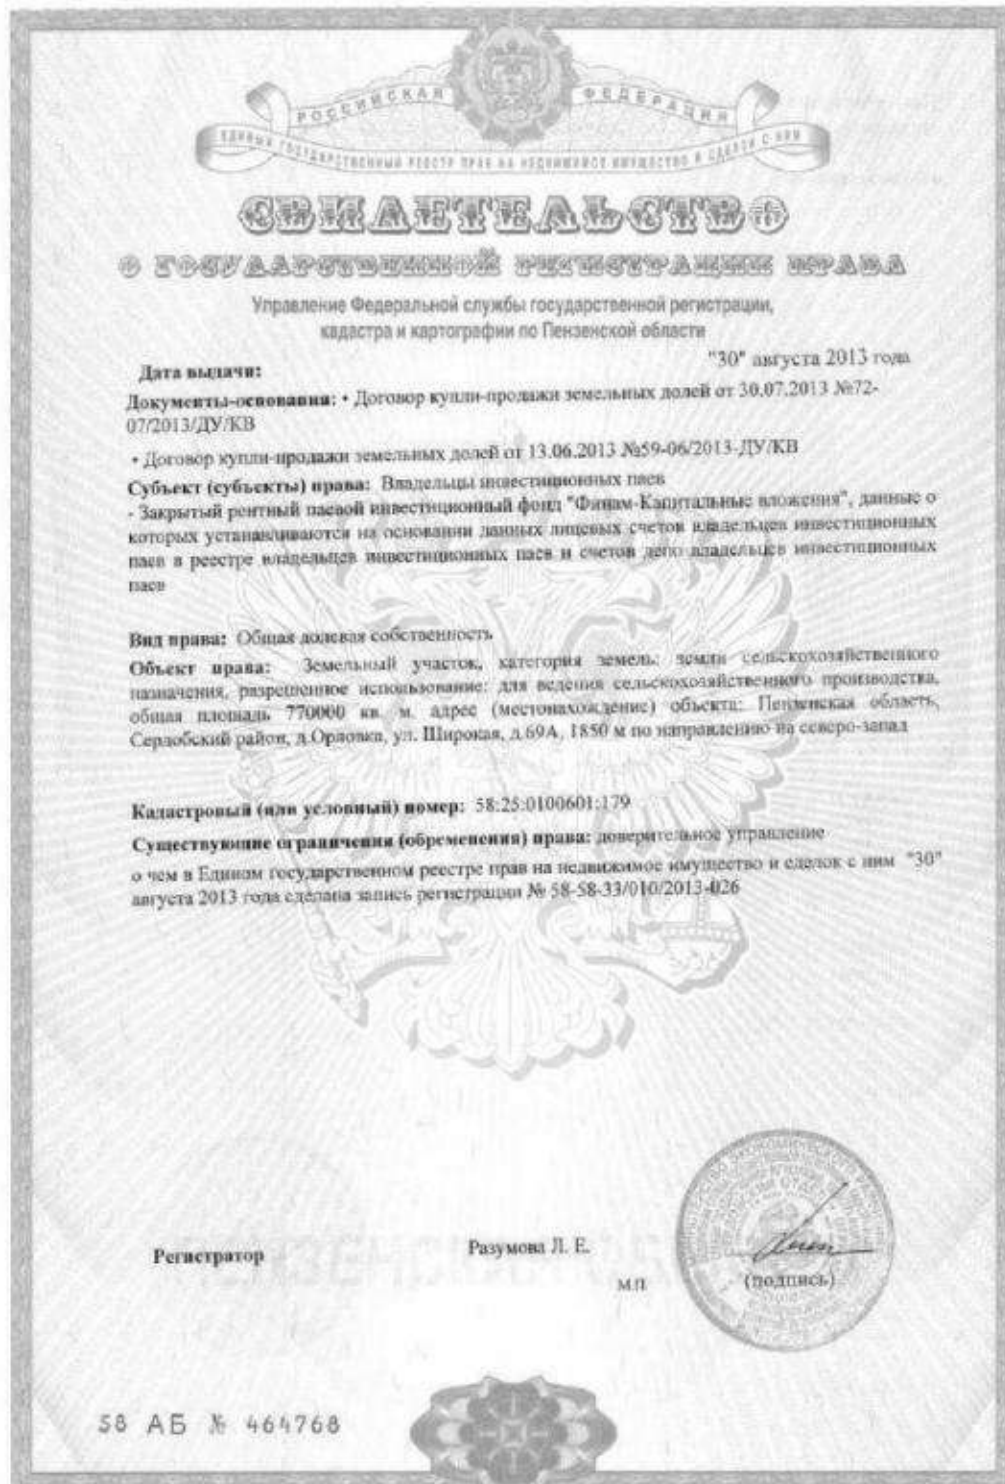 РОССИЙСКАЯ ФЕДЕРАЦИЯ
ЕДИНЫЙ ГОСУДАРСТВЕННЫЙ РЕЕСТР ПРАВ НА НЕДВИЖИМОЕ ИМУЩЕСТВО И СДЕЛОК С НИМ
СВИДЕТЕЛЬСТВО
О ГОСУДАРСТВЕННОЙ РЕГИСТРАЦИИ ПРАВА
Управление Федеральной службы государственной регистрации,
кадастра и картографии по Пензенской области
Дата выдачи: "30" августа 2013 года
Документы-основания: • Договор купли-продажи земельных долей от 30.07.2013 №72-
07/2013/ДУ/КВ
• Договор купли-продажи земельных долей от 13.06.2013 №59-06/2013-ДУ/КВ
Субъект (субъекты) права: Владельцы инвестиционных паев
- Закрытый рентный паевой инвестиционный фонд "Финам-Капитальные вложения", данные о
которых устанавливаются на основании данных лицевых счетов владельцев инвестиционных
паев в реестре владельцев инвестиционных паев и счетов депо владельцев инвестиционных
паев
Вид права: Общая долевая собственность
Объект права: Земельный участок, категория земель: земли сельскохозяйственного
назначения, разрешенное использование: для ведения сельскохозяйственного производства,
общая площадь 770000 кв. м, адрес (местонахождение) объекта: Пензенская область,
Сердобский район, д.Орловка, ул. Широкая, д.69А, 1850 м по направлению на северо-запад
Кадастровый (или условный) номер: 58:25:0100601:179
Существующие ограничения (обременения) права: доверительное управление
о чем в Едином государственном реестре прав на недвижимое имущество и сделок с ним "30"
августа 2013 года сделана запись регистрации № 58-58-33/010/2013-026
Регистратор Разумова Л. Е.
М.П. (подпись)
58 АБ № 464768